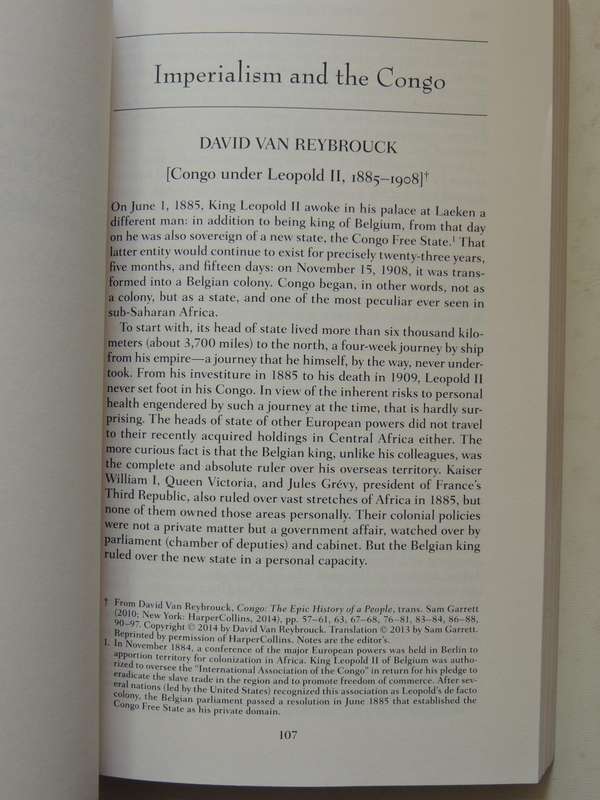 Imperialism and the Congo
DAVID VAN REYBROUCK
[Congo under Leopold II, 1885–1908]†
On June 1, 1885, King Leopold II awoke in his palace at Laeken a
different man: in addition to being king of Belgium, from that day
on he was also sovereign of a new state, the Congo Free State.¹ That
latter entity would continue to exist for precisely twenty-three years,
five months, and fifteen days: on November 15, 1908, it was trans-
formed into a Belgian colony. Congo began, in other words, not as
a colony, but as a state, and one of the most peculiar ever seen in
sub-Saharan Africa.
To start with, its head of state lived more than six thousand kilo-
meters (about 3,700 miles) to the north, a four-week journey by ship
from his empire—a journey that he himself, by the way, never under-
took. From his investiture in 1885 to his death in 1909, Leopold II
never set foot in his Congo. In view of the inherent risks to personal
health engendered by such a journey at the time, that is hardly sur-
prising. The heads of state of other European powers did not travel
to their recently acquired holdings in Central Africa either. The
more curious fact is that the Belgian king, unlike his colleagues, was
the complete and absolute ruler over his overseas territory. Kaiser
William I, Queen Victoria, and Jules Grévy, president of France's
Third Republic, also ruled over vast stretches of Africa in 1885, but
none of them owned those areas personally. Their colonial policies
were not a private matter but a government affair, watched over by
parliament (chamber of deputies) and cabinet. But the Belgian king
ruled over the new state in a personal capacity.
† From David Van Reybrouck, Congo: The Epic History of a People, trans. Sam Garrett
(2010; New York: HarperCollins, 2014), pp. 57–61, 63, 67–68, 76–81, 83–84, 86–88,
90–97. Copyright © 2014 by David Van Reybrouck. Translation © 2013 by Sam Garrett.
Reprinted by permission of HarperCollins. Notes are the editor's.
1. In November 1884, a conference of the major European powers was held in Berlin to
apportion territory for colonization in Africa. King Leopold II of Belgium was autho-
rized to oversee the "International Association of the Congo" in return for his pledge to
eradicate the slave trade in the region and to promote freedom of commerce. After sev-
eral nations (led by the United States) recognized this association as Leopold's de facto
colony, the Belgian parliament passed a resolution in June 1885 that established the
Congo Free State as his private domain.
107